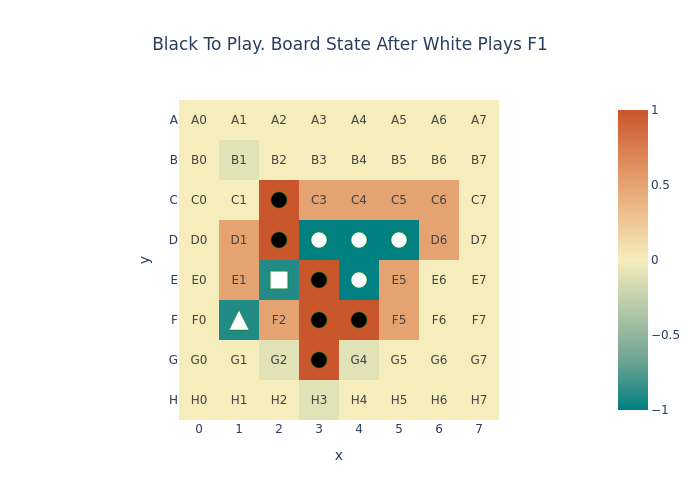 Black To Play. Board State After White Plays F1
A A0 A1 A2 A3 A4 A5 A6 A7
B B0 B1 B2 B3 B4 B5 B6 B7
C C0 C1 C3 C4 C5 C6 C7
D D0 D1 D6 D7
E E0 E1 E5 E6 E7
F F0 F2 F5 F6 F7
G G0 G1 G2 G4 G5 G6 G7
H H0 H1 H2 H3 H4 H5 H6 H7
0 1 2 3 4 5 6 7
x
y
1
0.5
0
−0.5
−1